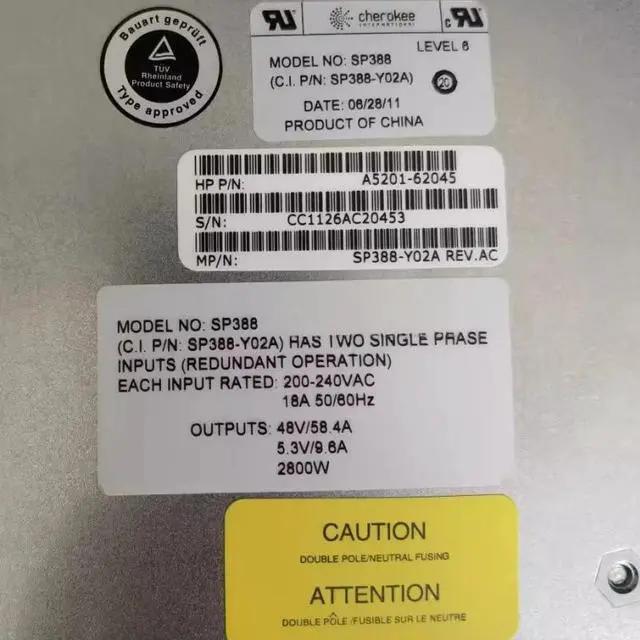 Bauart geprüft
TÜV
Rheinland
Product Safety
Type approved
cherokee
INTERNATIONAL
LEVEL 6
MODEL NO: SP388
(C.I. P/N: SP388-Y02A)
20
DATE: 06/28/11
PRODUCT OF CHINA
HP P/N: A5201-62045
S/N: CC1126AC20453
MP/N: SP388-Y02A REV.AC
MODEL NO: SP388
(C.I. P/N: SP388-Y02A) HAS TWO SINGLE PHASE
INPUTS (REDUNDANT OPERATION)
EACH INPUT RATED: 200-240VAC
16A 50/60Hz
OUTPUTS: 48V/58.4A
5.3V/9.6A
2800W
CAUTION
DOUBLE POLE/NEUTRAL FUSING
ATTENTION
DOUBLE PÔLE /FUSIBLE SUR LE NEUTRE